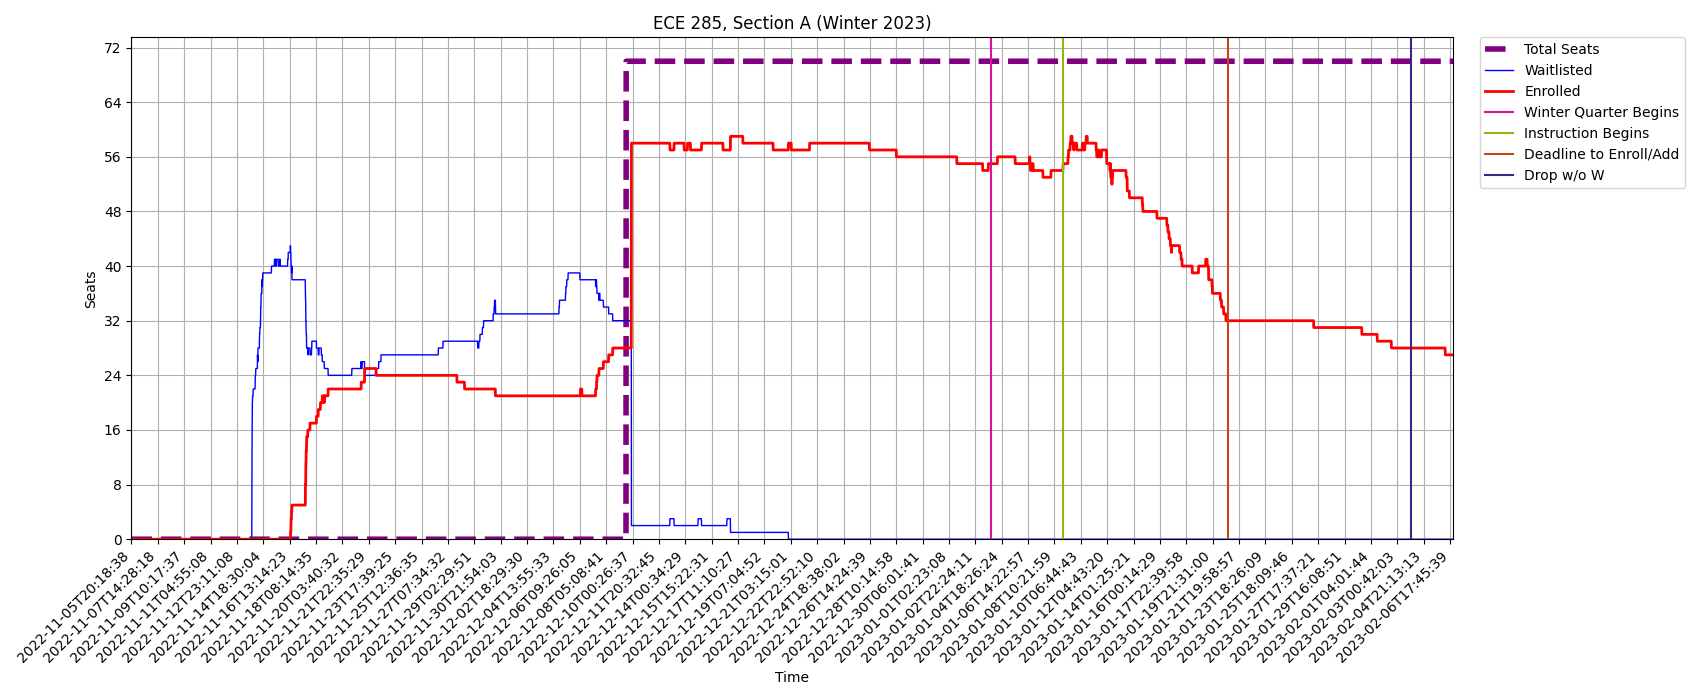 ECE 285, Section A (Winter 2023)
Seats
72
64
56
48
40
32
24
16
8
0
2022-11-05T20:18:38
2022-11-07T14:28:18
2022-11-09T10:17:37
2022-11-11T04:55:08
2022-11-12T23:11:08
2022-11-14T18:30:04
2022-11-16T13:14:23
2022-11-18T08:14:35
2022-11-20T03:40:32
2022-11-21T22:35:29
2022-11-23T17:39:25
2022-11-25T12:36:35
2022-11-27T07:34:32
2022-11-29T02:29:51
2022-11-30T21:54:03
2022-12-02T18:29:30
2022-12-04T13:55:33
2022-12-06T09:26:05
2022-12-08T05:08:41
2022-12-10T00:26:37
2022-12-11T20:32:45
2022-12-14T00:34:29
2022-12-15T15:22:31
2022-12-17T11:10:27
2022-12-19T07:04:52
2022-12-21T03:15:01
2022-12-22T22:52:10
2022-12-24T18:38:02
2022-12-26T14:24:39
2022-12-28T10:14:58
2022-12-30T06:01:41
2023-01-01T02:23:08
2023-01-02T22:24:11
2023-01-04T18:26:24
2023-01-06T14:22:57
2023-01-08T10:21:59
2023-01-10T06:44:43
2023-01-12T04:43:20
2023-01-14T01:25:21
2023-01-16T00:14:29
2023-01-17T22:39:58
2023-01-19T21:31:00
2023-01-21T19:58:57
2023-01-23T18:26:09
2023-01-25T18:09:46
2023-01-27T17:37:21
2023-01-29T16:08:51
2023-02-01T04:01:44
2023-02-03T00:42:03
2023-02-04T21:13:13
2023-02-06T17:45:39
Time
Total Seats
Waitlisted
Enrolled
Winter Quarter Begins
Instruction Begins
Deadline to Enroll/Add
Drop w/o W